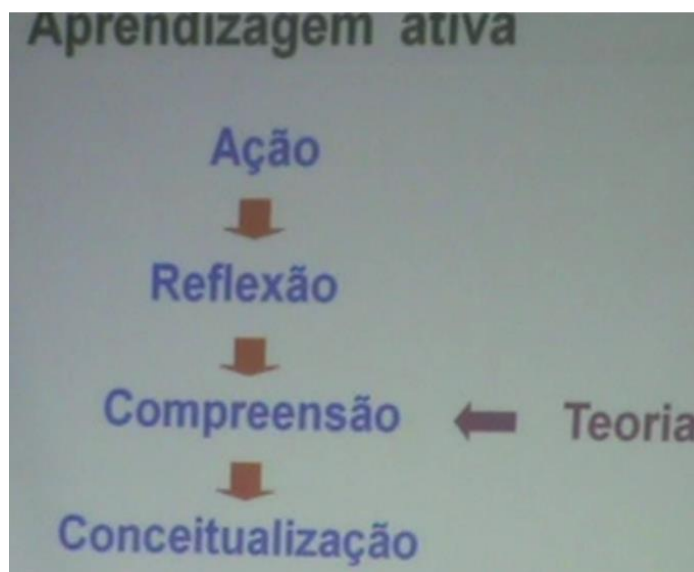 Aprendizagem ativa
Ação
Reflexão
Compreensão
Teoria
Conceitualização